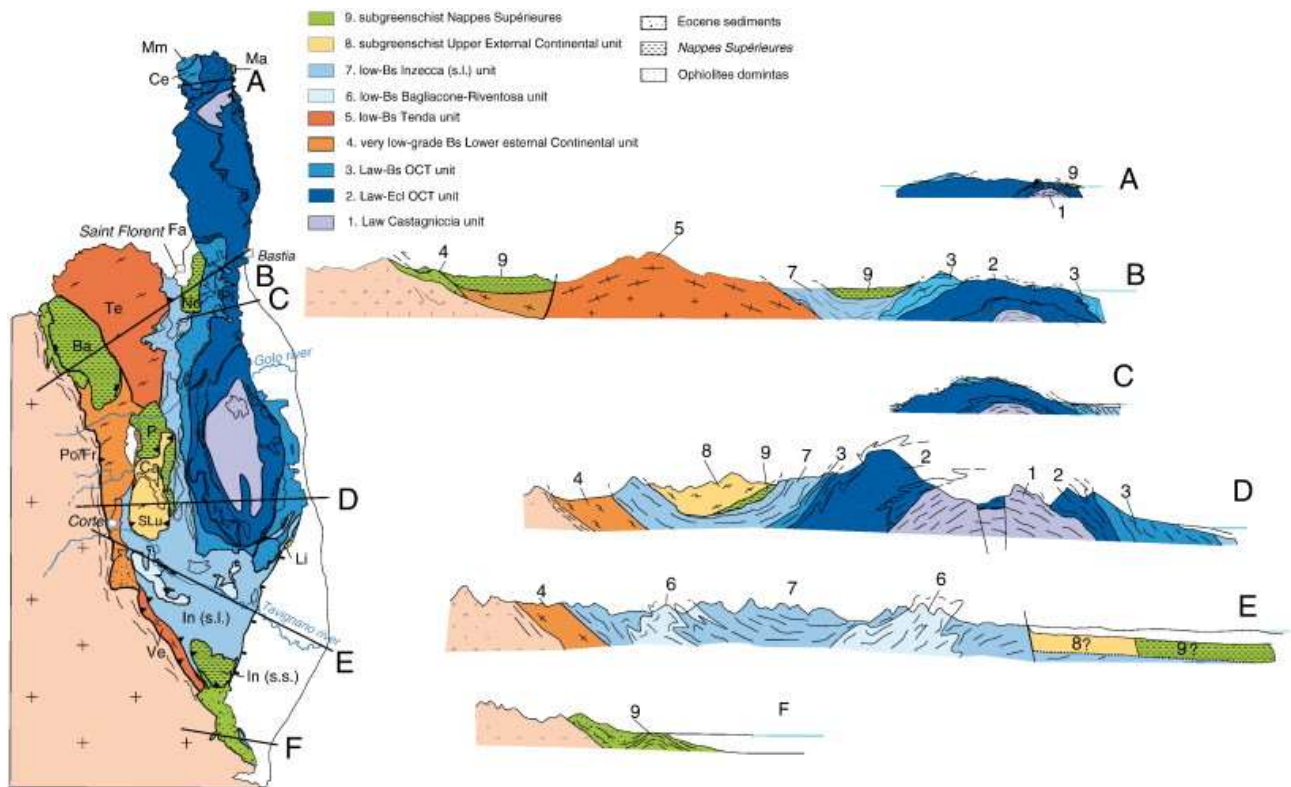 9. subgreenschist Nappes Supérieures
8. subgreenschist Upper External Continental unit
7. low-Bs Inzecca (s.l.) unit
6. low-Bs Bagliacone-Riventosa unit
5. low-Bs Tenda unit
4. very low-grade Bs Lower esternal Continental unit
3. Law-Bs OCT unit
2. Law-Ecl OCT unit
1. Law Castagniccia unit
Eocene sediments
Nappes Supérieures
Ophiolites domintas
Mm
Ma
Ce
A
Saint Florent
Fa
Bastia
B
C
Te
Ne
Ba
Golo river
P
Po/Fr
Ca
D
SLu
Corte
Li
In (s.l.)
Tavignano river
Ve
E
In (s.s.)
F
9
A
1
4
9
5
7
9
3
2
3
B
C
4
8
9
7
3
2
1
2
3
D
4
6
7
6
8?
9?
E
9
F